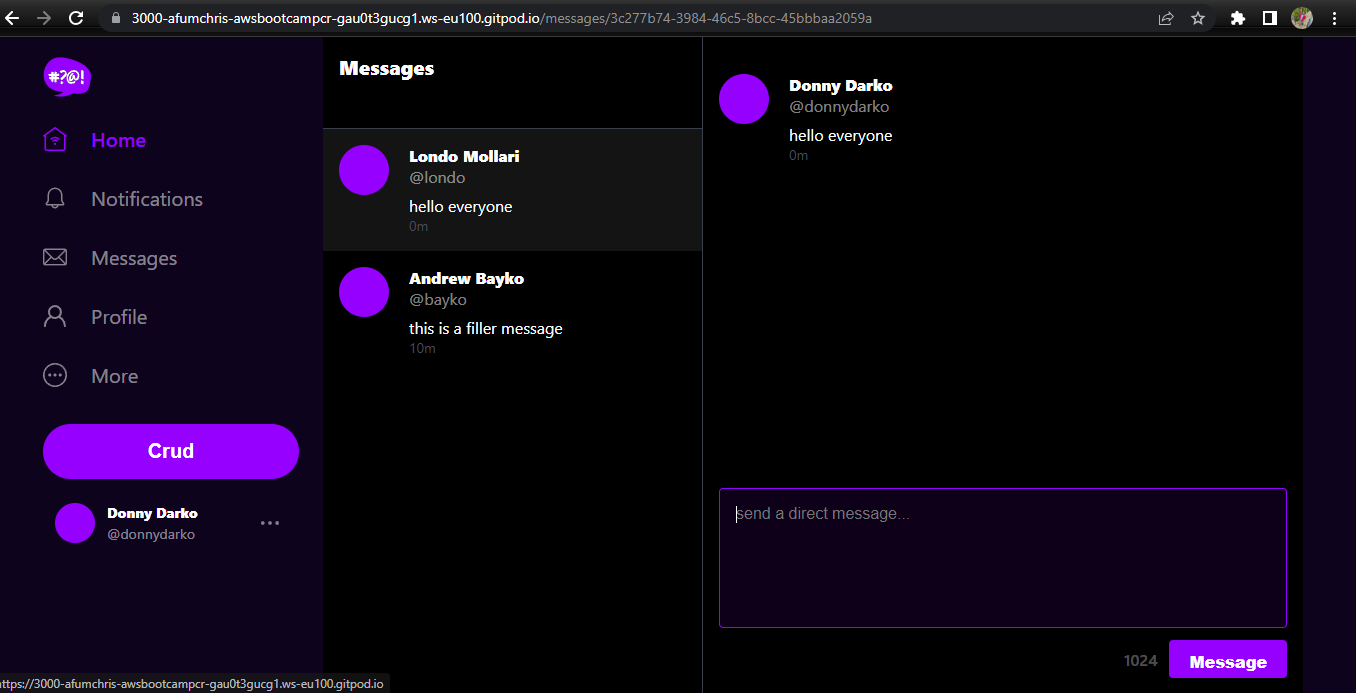 3000-afumchris-awsbootcampcr-gau0t3gucg1.ws-eu100.gitpod.io/messages/3c277b74-3984-46c5-8bcc-45bbbaa2059a
#?@!
Home
Notifications
Messages
Profile
More
Crud
Donny Darko
@donnydarko
Messages
Londo Mollari
@londo
hello everyone
0m
Andrew Bayko
@bayko
this is a filler message
10m
Donny Darko
@donnydarko
hello everyone
0m
send a direct message...
1024
Message
https://3000-afumchris-awsbootcampcr-gau0t3gucg1.ws-eu100.gitpod.io